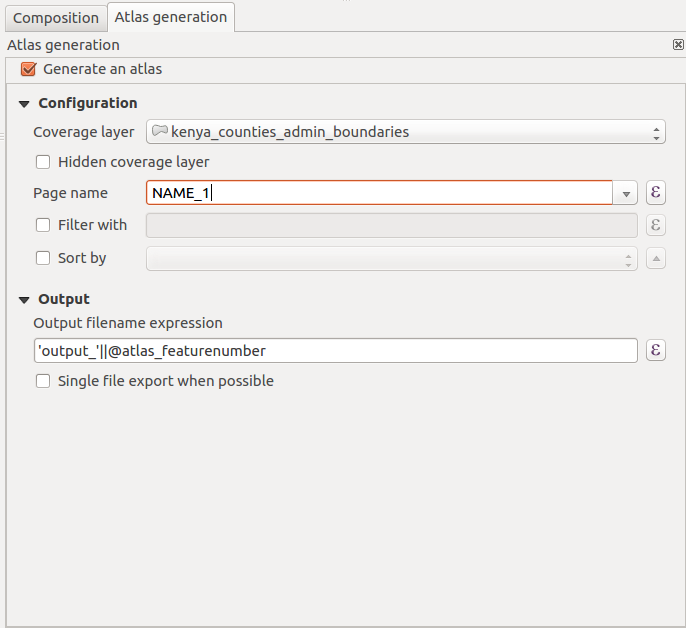 Composition Atlas generation
Atlas generation
Generate an atlas
Configuration
Coverage layer kenya_counties_admin_boundaries
Hidden coverage layer
Page name NAME_1 ε
Filter with ε
Sort by
Output
Output filename expression
'output_'||@atlas_featurenumber ε
Single file export when possible